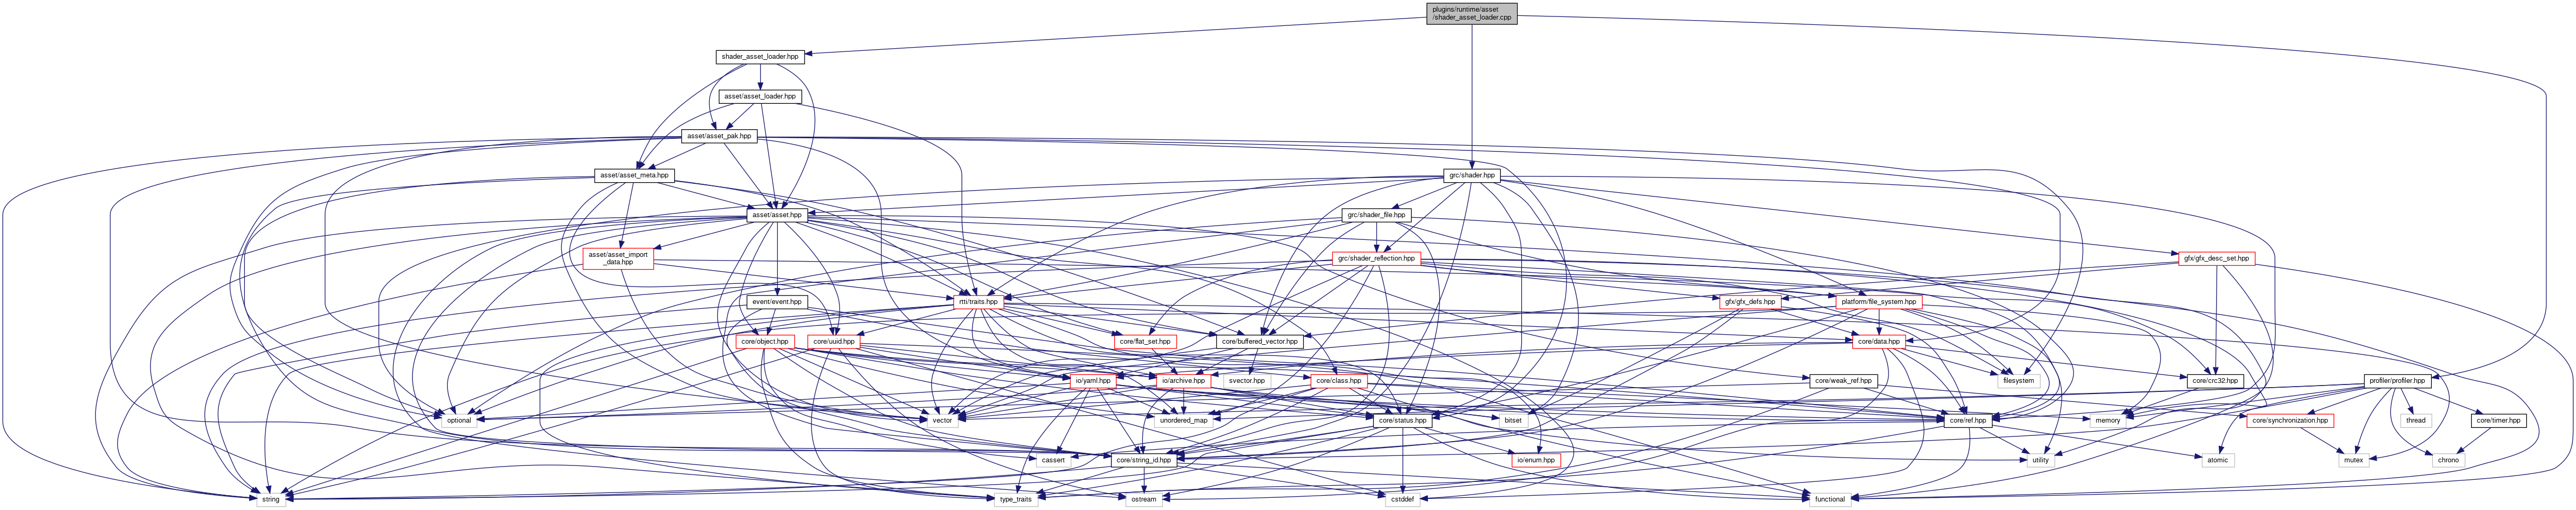 plugins/runtime/asset
/shader_asset_loader.cpp
shader_asset_loader.hpp
asset/asset_loader.hpp
asset/asset_pak.hpp
asset/asset_meta.hpp
grc/shader.hpp
asset/asset.hpp
grc/shader_file.hpp
asset/asset_import
_data.hpp
grc/shader_reflection.hpp
gfx/gfx_desc_set.hpp
event/event.hpp
rtti/traits.hpp
gfx/gfx_defs.hpp
platform/file_system.hpp
core/object.hpp
core/uuid.hpp
core/flat_set.hpp
core/buffered_vector.hpp
core/data.hpp
io/yaml.hpp
io/archive.hpp
svector.hpp
core/class.hpp
core/weak_ref.hpp
filesystem
core/crc32.hpp
profiler/profiler.hpp
optional
vector
unordered_map
core/status.hpp
bitset
core/ref.hpp
memory
core/synchronization.hpp
thread
core/timer.hpp
cassert
core/string_id.hpp
io/enum.hpp
utility
atomic
mutex
chrono
string
type_traits
ostream
cstddef
functional